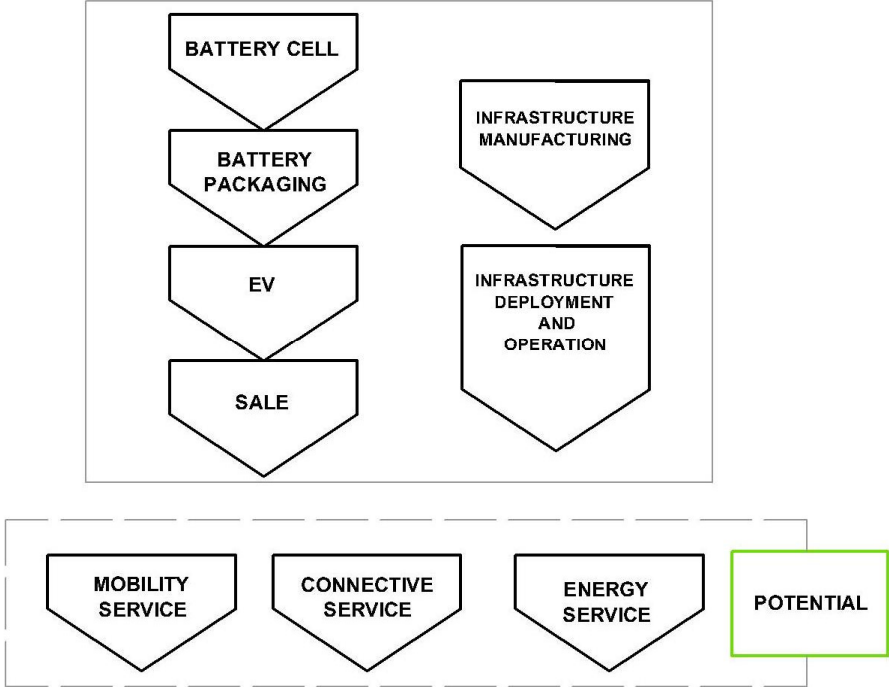 BATTERY CELL
BATTERY
PACKAGING
EV
SALE
INFRASTRUCTURE
MANUFACTURING
INFRASTRUCTURE
DEPLOYMENT
AND
OPERATION
MOBILITY
SERVICE
CONNECTIVE
SERVICE
ENERGY
SERVICE
POTENTIAL